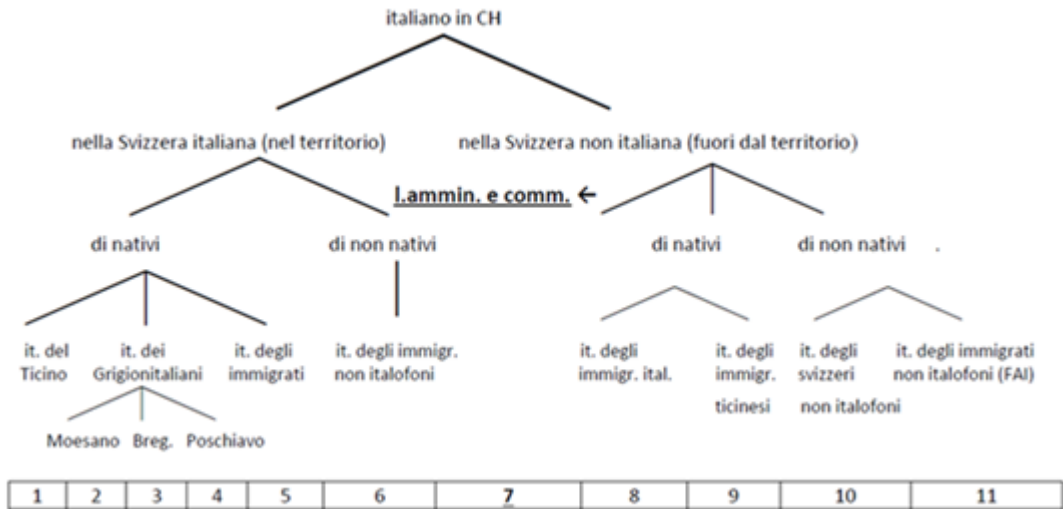 italiano in CH
nella Svizzera italiana (nel territorio) nella Svizzera non italiana (fuori dal territorio)
l.ammin. e comm. ←
di nativi di non nativi di nativi di non nativi .
it. del it. dei it. degli it. degli immigr. it. degli it. degli it. degli it. degli immigrati
Ticino Grigionitaliani immigrati non italofoni immigr. ital. immigr. svizzeri non italofoni (FAI)
ticinesi non italofoni
Moesano Breg. Poschiavo
1 2 3 4 5 6 7 8 9 10 11